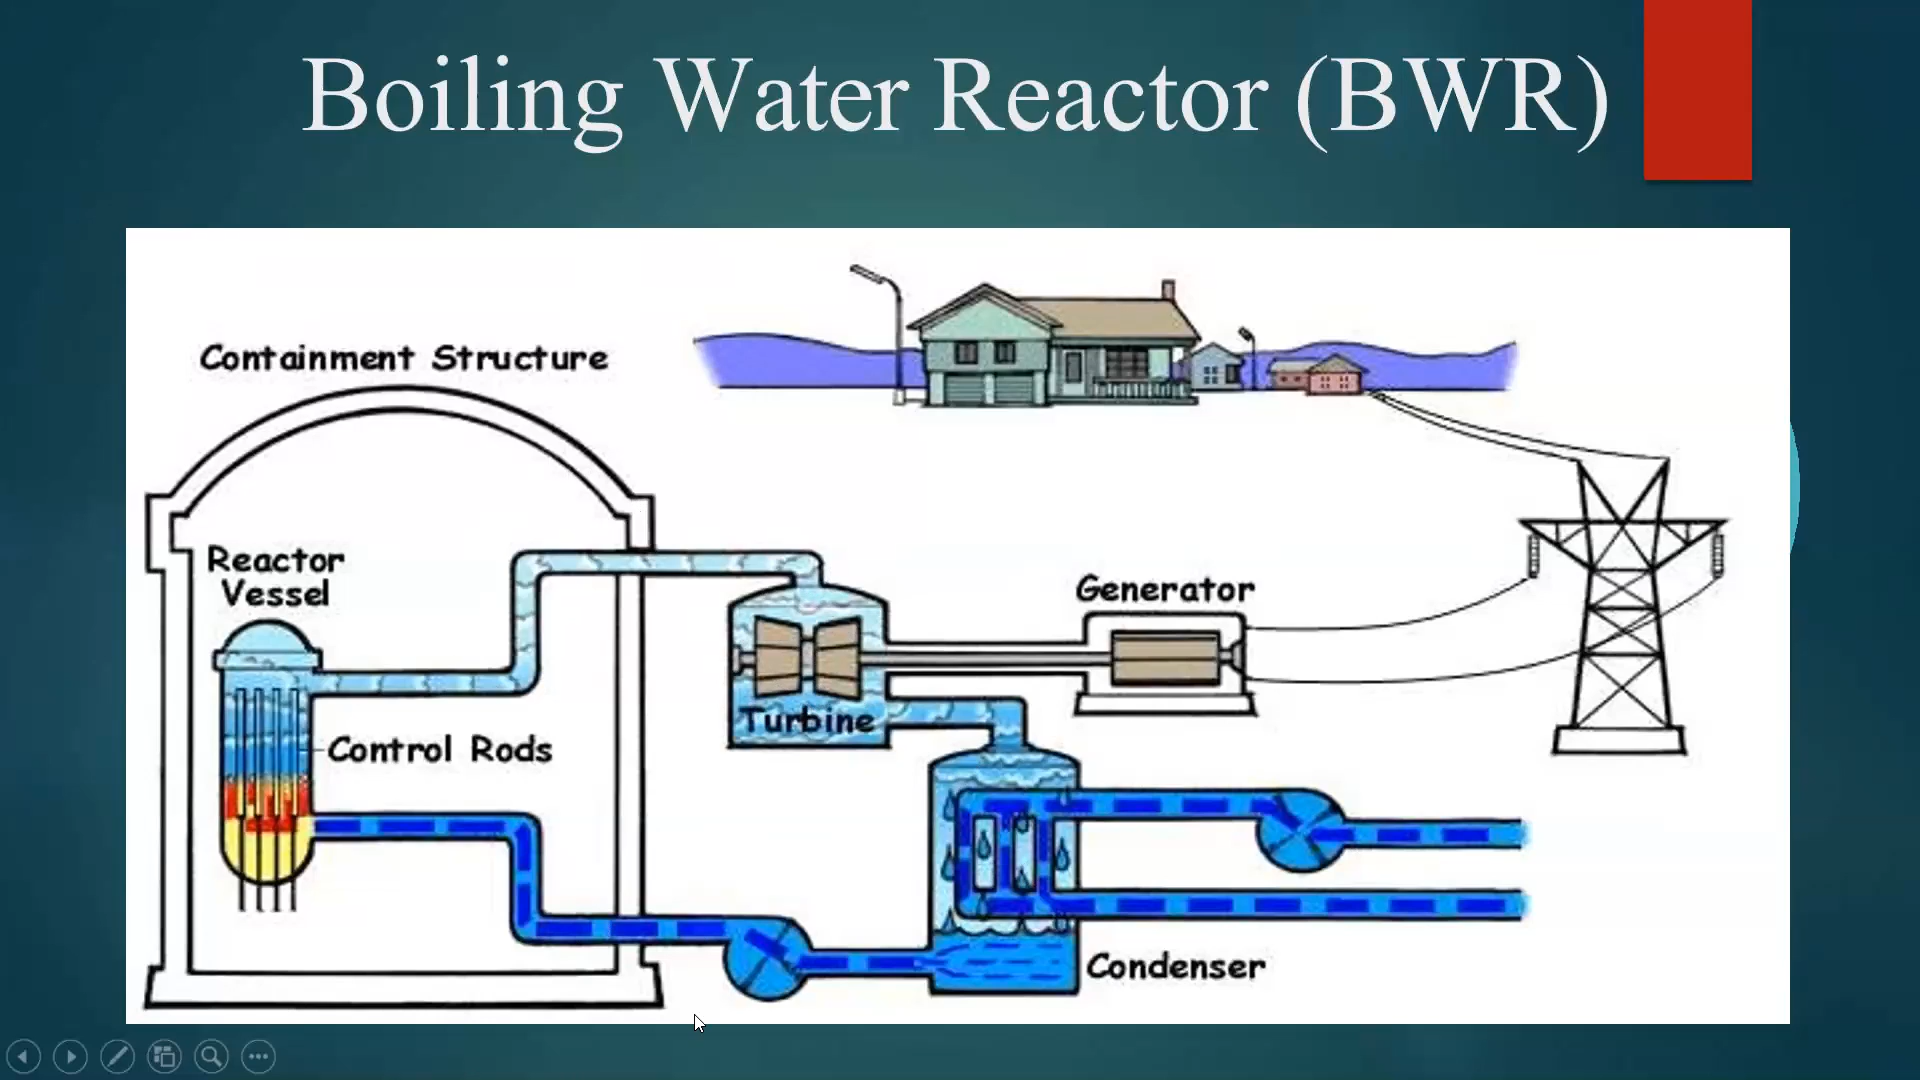 Boiling Water Reactor (BWR)
Containment Structure
Reactor
Vessel
Control Rods
Turbine
Generator
Condenser